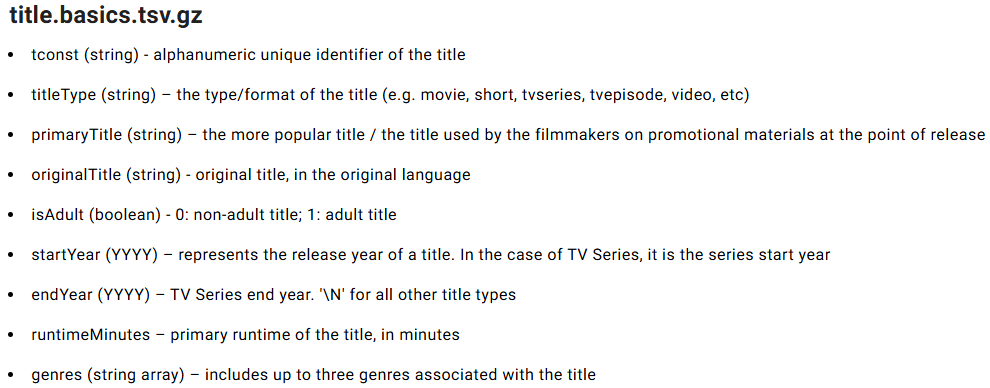 title.basics.tsv.gz
• tconst (string) - alphanumeric unique identifier of the title
• titleType (string) – the type/format of the title (e.g. movie, short, tvseries, tvepisode, video, etc)
• primaryTitle (string) – the more popular title / the title used by the filmmakers on promotional materials at the point of release
• originalTitle (string) - original title, in the original language
• isAdult (boolean) - 0: non-adult title; 1: adult title
• startYear (YYYY) – represents the release year of a title. In the case of TV Series, it is the series start year
• endYear (YYYY) – TV Series end year. '\N' for all other title types
• runtimeMinutes – primary runtime of the title, in minutes
• genres (string array) – includes up to three genres associated with the title